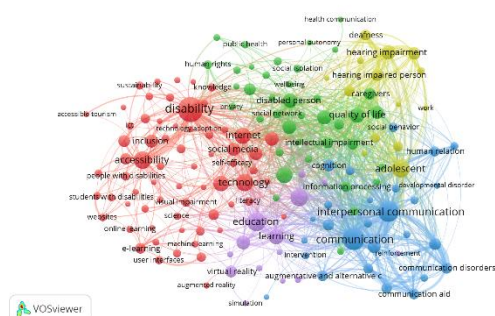 health communication
deafness
public health
personal autonomy
hearing impairment
human rights
social isolation
hearing impaired person
sustainability
knowledge
wellbeing
caregivers
disabled person
work
disability
privacy
quality of life
accessible tourism
social network
ict
technology adoption
internet
social behavior
inclusion
intellectual impairment
human relation
social media
accessibility
self-efficacy
cognition
adolescent
people with disabilities
technology
information processing
developmental disorder
students with disabilities
visual impairment
literacy
interpersonal communication
websites
science
education
online learning
learning
communication
e-learning
machine learning
intervention
reinforcement
user interfaces
virtual reality
augmentative and alternative c
communication disorders
augmented reality
communication aid
simulation
VOSviewer